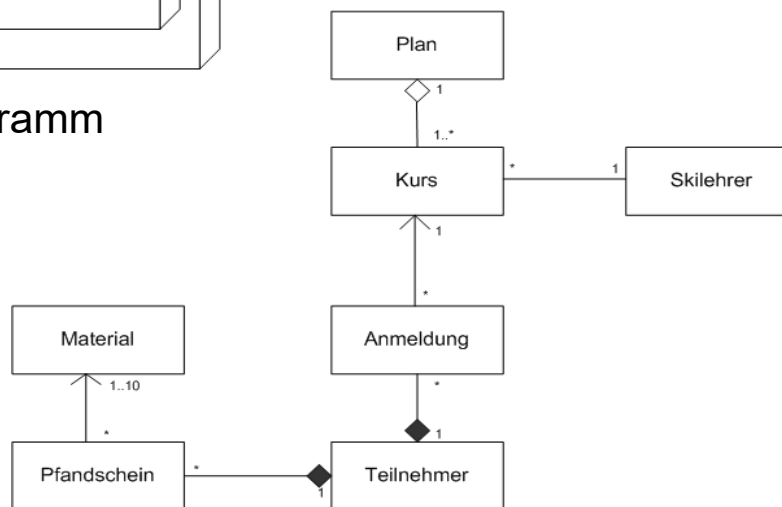 Plan
1
ramm
1..*
Kurs
*
1
Skilehrer
1
*
Material
Anmeldung
1..10
*
*
1
Pfandschein
*
1
Teilnehmer